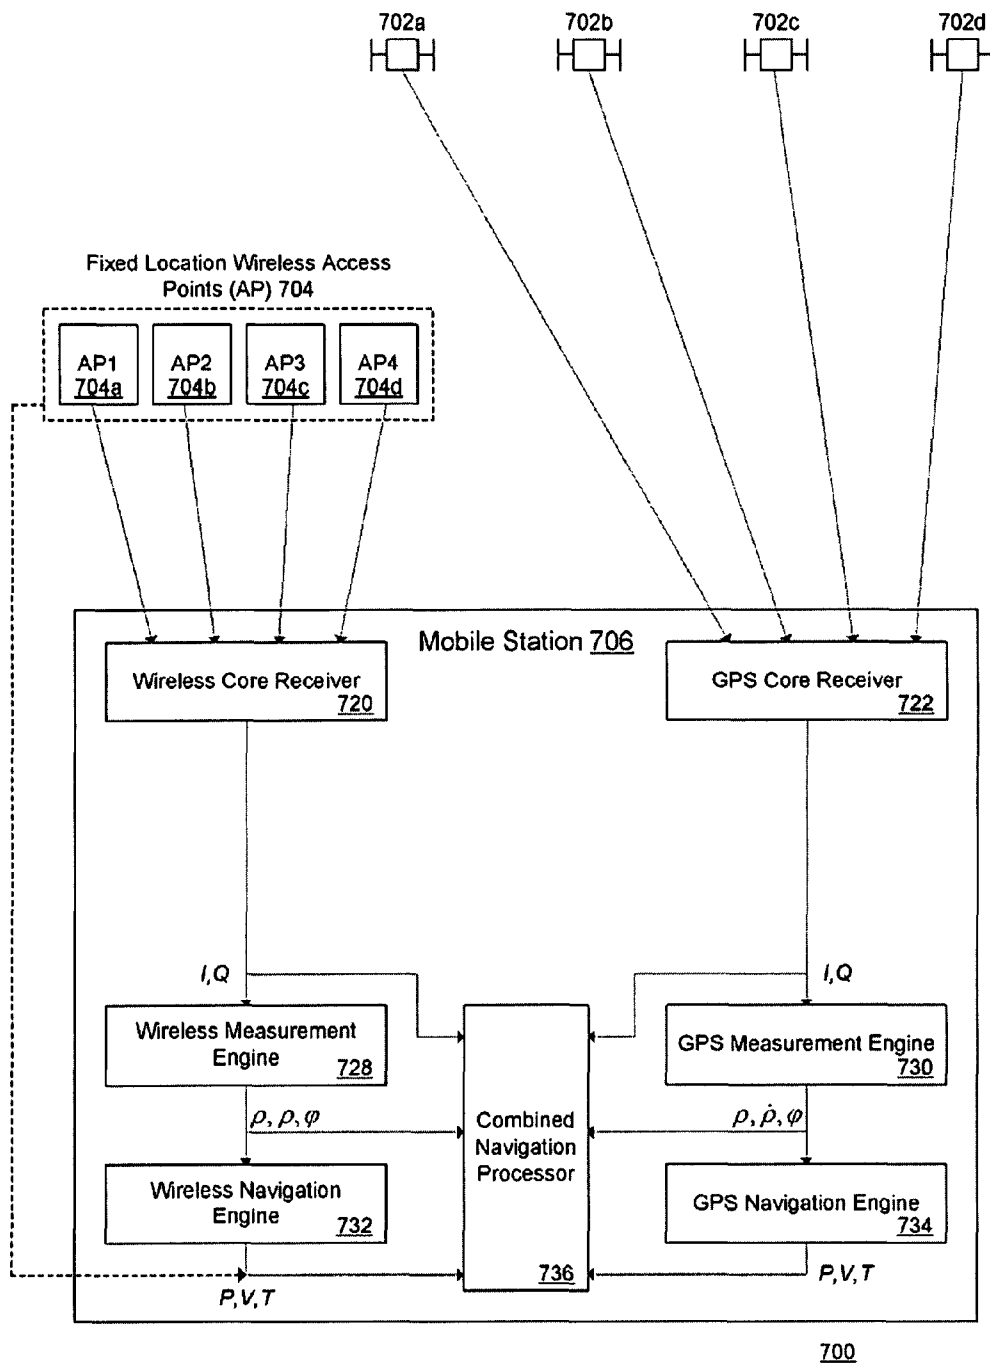 702a
702b
702c
702d
Fixed Location Wireless Access
Points (AP) 704
AP1
704a
AP2
704b
AP3
704c
AP4
704d
Mobile Station 706
Wireless Core Receiver
720
GPS Core Receiver
722
I,Q
I,Q
Wireless Measurement
Engine
728
GPS Measurement Engine
730
Combined
Navigation
Processor
736
ρ, ρ, φ
ρ, ρ̇, φ
Wireless Navigation
Engine
732
GPS Navigation Engine
734
P,V,T
P,V,T
700